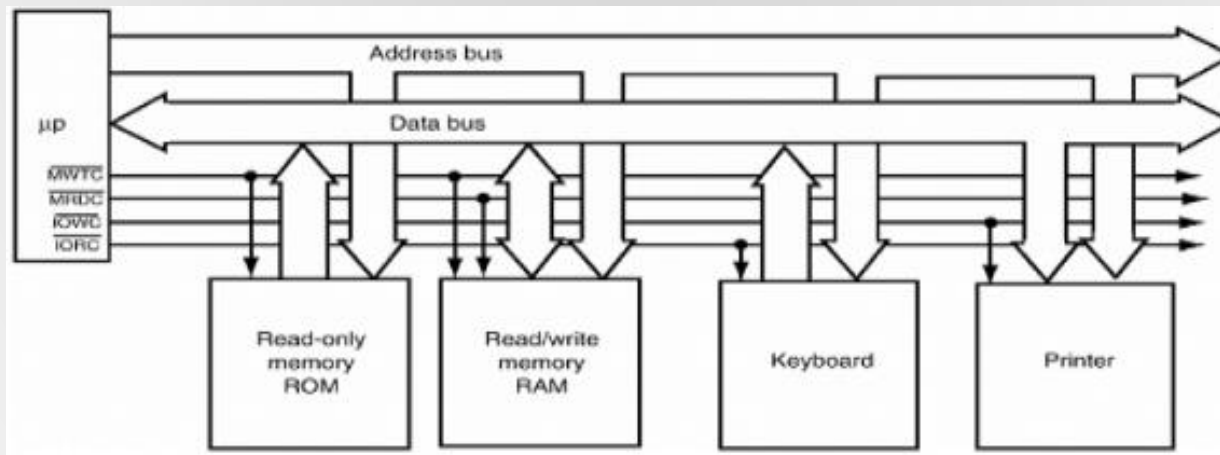 Address bus
μp
Data bus
MWTC
MRDC
IOWC
IORC
Read-only
memory
ROM
Read/write
memory
RAM
Keyboard
Printer